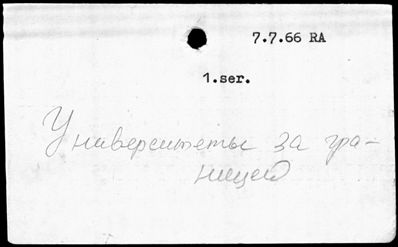 7.7.66 RA
1.ser.
Университеты за гра-
ницей